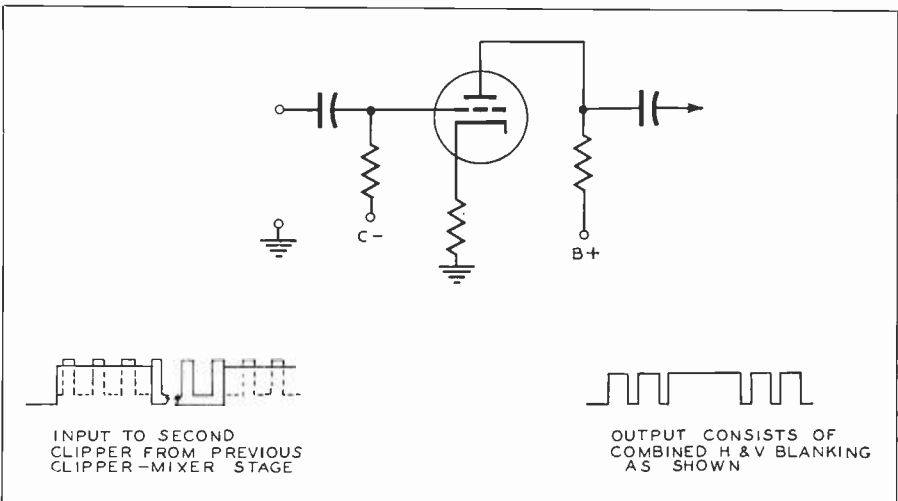 C-
B+
INPUT TO SECOND
CLIPPER FROM PREVIOUS
CLIPPER-MIXER STAGE
OUTPUT CONSISTS OF
COMBINED H & V BLANKING
AS SHOWN